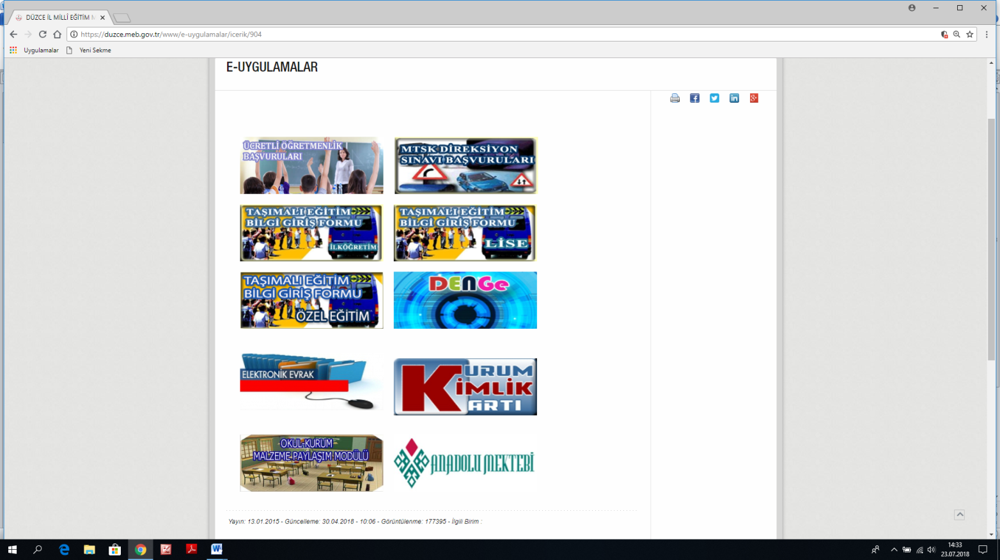 DÜZCE İL MİLLÎ EĞİTİM M
https://duzce.meb.gov.tr/www/e-uygulamalar/icerik/904
Uygulamalar
Yeni Sekme
E-UYGULAMALAR
ÜCRETLİ ÖĞRETMENLİK
BAŞVURULARI
MTSK DİREKSİYON
SINAVI BAŞVURULARI
TAŞIMALI EĞİTİM
BİLGİ GİRİŞ FORMU
İLKÖĞRETİM
TAŞIMALI EĞİTİM
BİLGİ GİRİŞ FORMU
LİSE
TAŞIMALI EĞİTİM
BİLGİ GİRİŞ FORMU
ÖZEL EĞİTİM
DENGe
ELEKTRONİK EVRAK
KURUM
KİMLİK
KARTI
OKUL-KURUM
MALZEME PAYLAŞIM MODÜLÜ
ANADOLU MEKTEBİ
Yayın: 13.01.2015 - Güncelleme: 30.04.2018 - 10:06 - Görüntülenme: 177395 - İlgili Birim :
14:33
23.07.2018